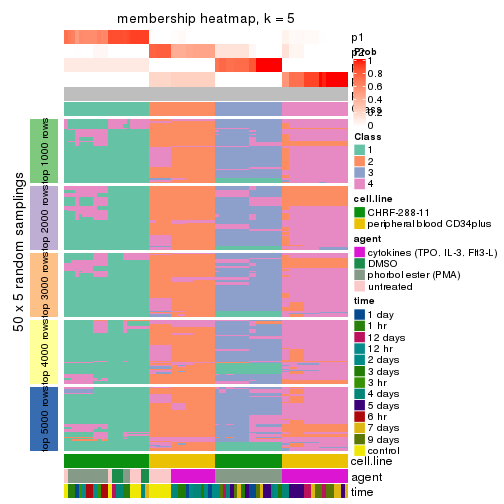 membership heatmap, k = 5
p1
p2
Prob
1
0.8
0.6
0.4
0.2
0
Class
1
2
3
4
cell.line
CHRF-288-11
peripheral blood CD34plus
agent
cytokines (TPO, IL-3, Flt3-L)
DMSO
phorbol ester (PMA)
untreated
time
1 day
1 hr
12 days
12 hr
2 days
3 days
3 hr
4 days
5 days
6 hr
7 days
9 days
control
50 x 5 random samplings
top 1000 rows
top 2000 rows
top 3000 rows
top 4000 rows
top 5000 rows
cell.line
agent
time